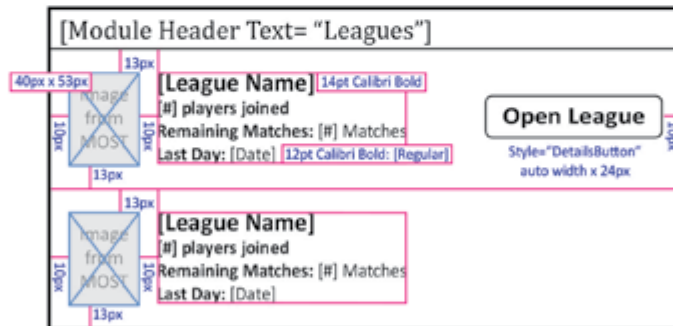 [Module Header Text= “Leagues”]
13px
40px x 53px
Image from MOST
10px
10px
13px
[League Name]
14pt Calibri Bold
[#] players joined
Remaining Matches: [#] Matches
Last Day: [Date]
12pt Calibri Bold: [Regular]
Open League
Style=“DetailsButton”
auto width x 24px
13px
Image
from
MOST
10px
10px
13px
[League Name]
[#] players joined
Remaining Matches: [#] Matches
Last Day: [Date]